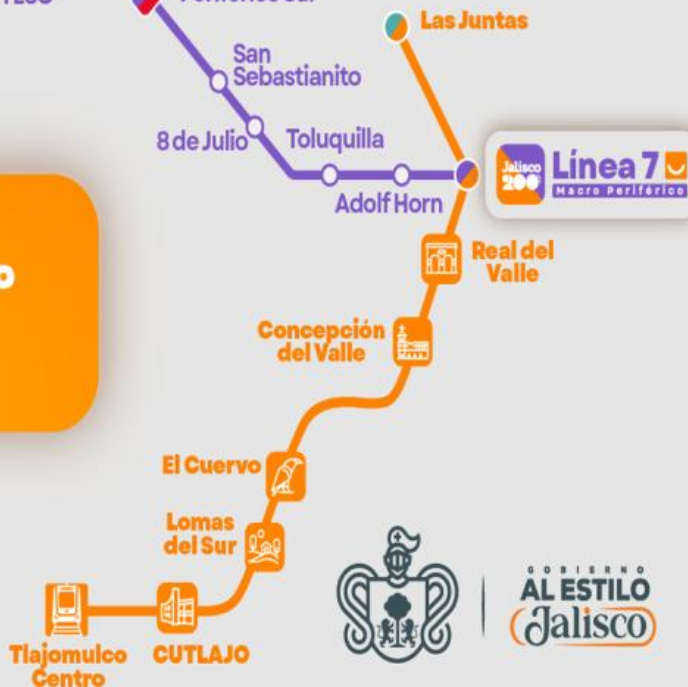 Las Juntas
San
Sebastianito
8 de Julio
Toluquilla
Adolf Horn
Jalisco
200
Línea 7
Macro Periférico
Real del
Valle
Concepción
del Valle
El Cuervo
Lomas
del Sur
Tlajomulco
Centro
CUTLAJO
GOBIERNO
AL ESTILO
Jalisco